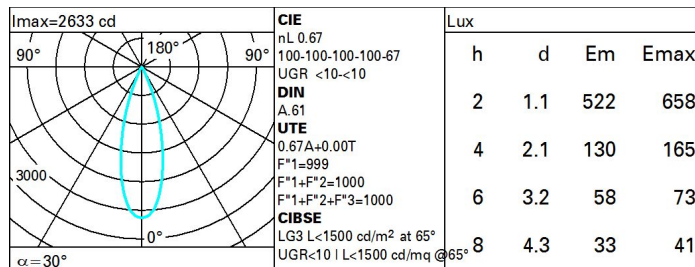 Imax=2633 cd
90° 180° 90°
3000
0°
α=30°
CIE
nL 0.67
100-100-100-100-67
UGR <10-<10
DIN
A.61
UTE
0.67A+0.00T
F"1=999
F"1+F"2=1000
F"1+F"2+F"3=1000
CIBSE
LG3 L<1500 cd/m² at 65°
UGR<10 | L<1500 cd/mq @65°
Lux
h d Em Emax
2 1.1 522 658
4 2.1 130 165
6 3.2 58 73
8 4.3 33 41